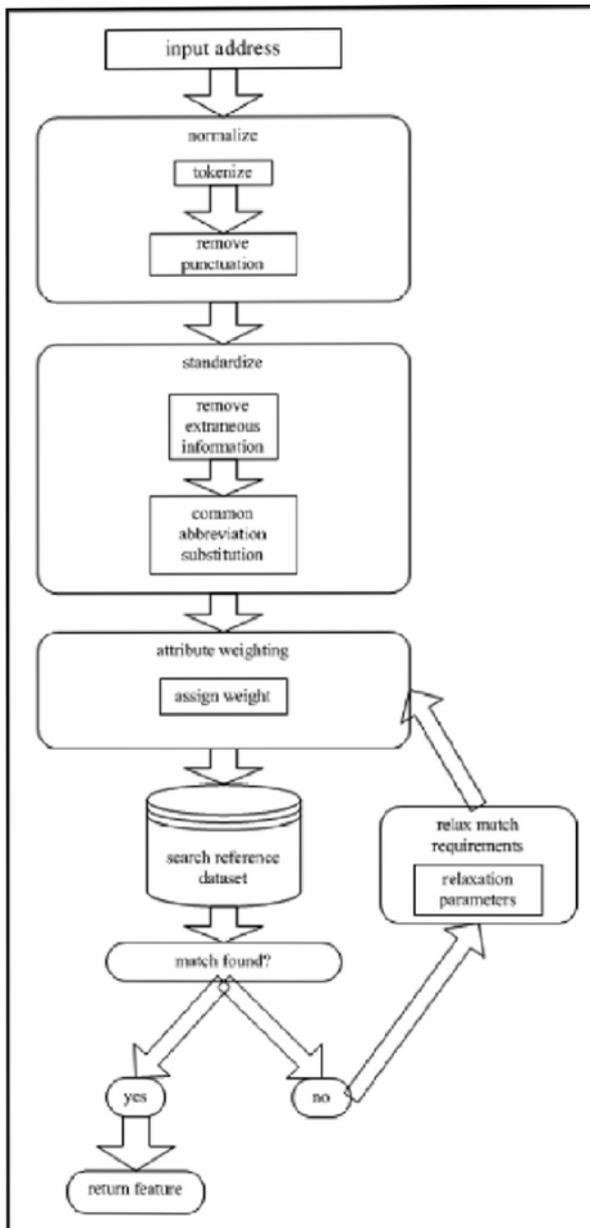 input address
normalize
tokenize
remove
punctuation
standardize
remove
extraneous
information
common
abbreviation
substitution
attribute weighting
assign weight
search reference
dataset
relax match
requirements
relaxation
parameters
match found?
yes
no
return feature